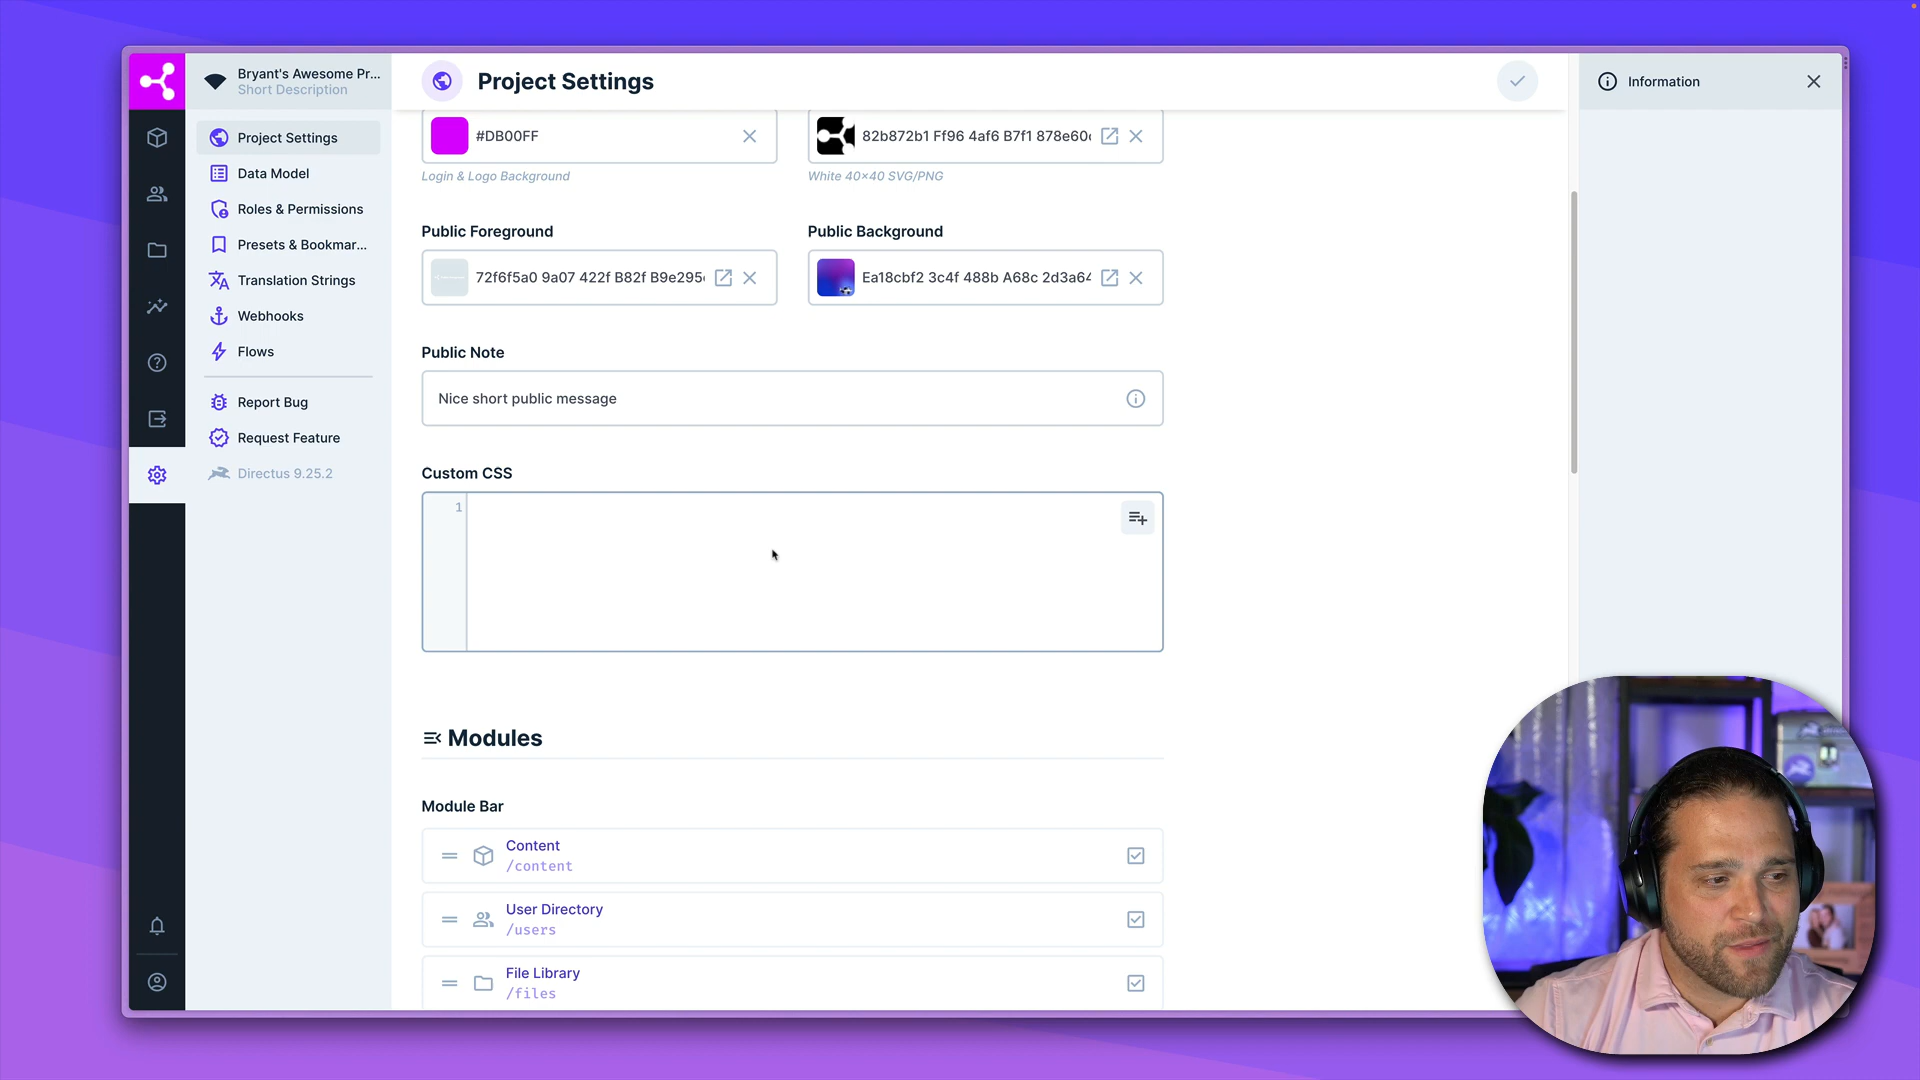 Bryant's Awesome Pr...
Short Description
Project Settings
Data Model
Roles & Permissions
Presets & Bookmar...
Translation Strings
Webhooks
Flows
Report Bug
Request Feature
Directus 9.25.2
Project Settings
#DB00FF
Login & Logo Background
82b872b1 Ff96 4af6 B7f1 878e60
White 40×40 SVG/PNG
Public Foreground
72f6f5a0 9a07 422f B82f B9e295
Public Background
Ea18cbf2 3c4f 488b A68c 2d3a64
Public Note
Nice short public message
Custom CSS
1
Modules
Module Bar
Content
/content
User Directory
/users
File Library
/files
Information